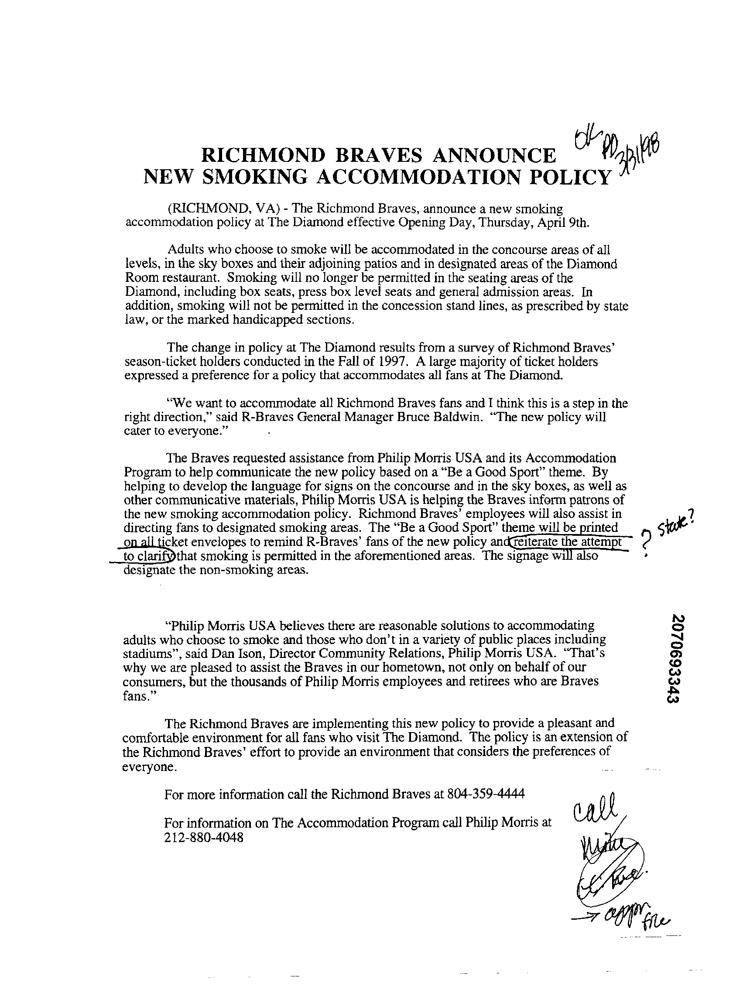 OK PD 3/31/98
RICHMOND BRAVES ANNOUNCE
NEW SMOKING ACCOMMODATION POLICY
(RICHMOND, VA) - The Richmond Braves, announce a new smoking
accommodation policy at The Diamond effective Opening Day, Thursday, April 9th.
Adults who choose to smoke will be accommodated in the concourse areas of all
levels, in the sky boxes and their adjoining patios and in designated areas of the Diamond
Room restaurant. Smoking will no longer be permitted in the seating areas of the
Diamond, including box seats, press box level seats and general admission areas. In
addition, smoking will not be permitted in the concession stand lines, as prescribed by state
law, or the marked handicapped sections.
The change in policy at The Diamond results from a survey of Richmond Braves'
season-ticket holders conducted in the Fall of 1997. A large majority of ticket holders
expressed a preference for a policy that accommodates all fans at The Diamond.
“We want to accommodate all Richmond Braves fans and I think this is a step in the
right direction,” said R-Braves General Manager Bruce Baldwin. “The new policy will
cater to everyone.”
The Braves requested assistance from Philip Morris USA and its Accommodation
Program to help communicate the new policy based on a “Be a Good Sport” theme. By
helping to develop the language for signs on the concourse and in the sky boxes, as well as
other communicative materials, Philip Morris USA is helping the Braves inform patrons of
the new smoking accommodation policy. Richmond Braves' employees will also assist in
directing fans to designated smoking areas. The “Be a Good Sport” theme will be printed
on all ticket envelopes to remind R-Braves' fans of the new policy and reiterate the attempt
? state?
to clarify that smoking is permitted in the aforementioned areas. The signage will also
designate the non-smoking areas.
“Philip Morris USA believes there are reasonable solutions to accommodating
adults who choose to smoke and those who don't in a variety of public places including
stadiums”, said Dan Ison, Director Community Relations, Philip Morris USA. “That's
why we are pleased to assist the Braves in our hometown, not only on behalf of our
consumers, but the thousands of Philip Morris employees and retirees who are Braves
fans.”
2070693343
The Richmond Braves are implementing this new policy to provide a pleasant and
comfortable environment for all fans who visit The Diamond. The policy is an extension of
the Richmond Braves' effort to provide an environment that considers the preferences of
everyone.
For more information call the Richmond Braves at 804-359-4444
For information on The Accommodation Program call Philip Morris at
212-880-4048
call